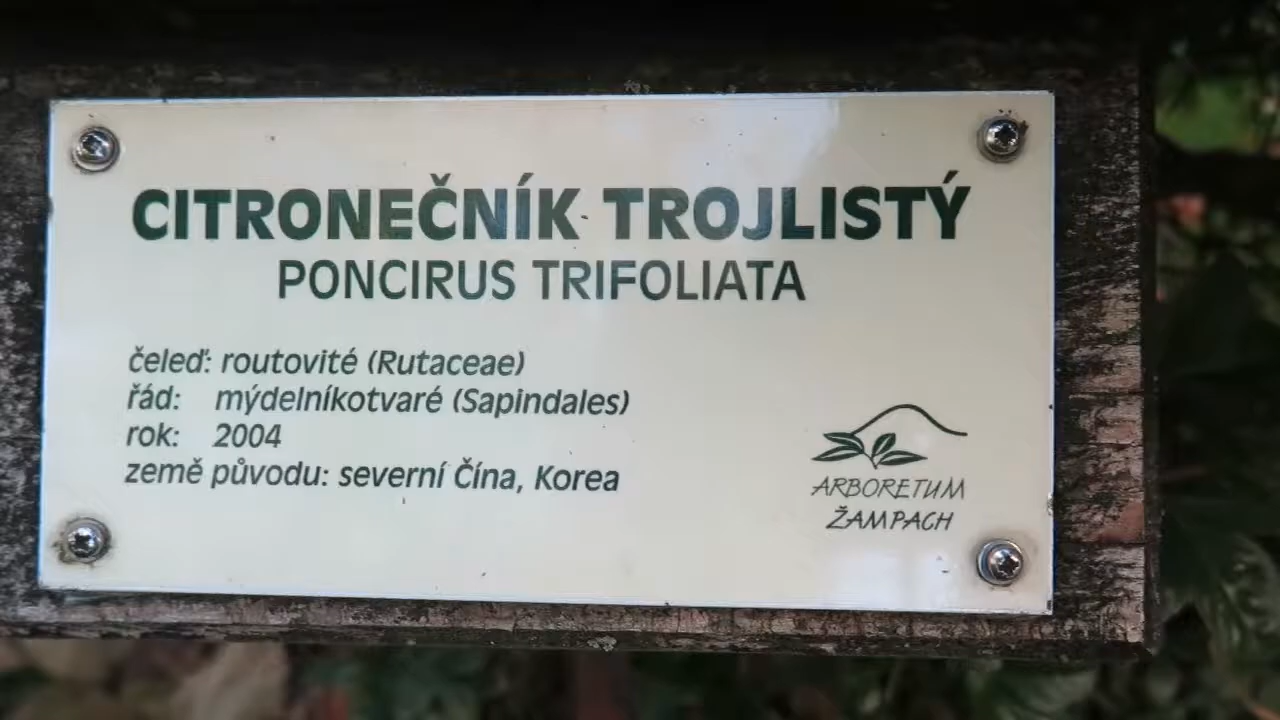 CITRONEČNÍK TROJLISTÝ
PONCIRUS TRIFOLIATA
čeleď: routovité (Rutaceae)
řád: mýdelníkotvaré (Sapindales)
rok: 2004
země původu: severní Čína, Korea
ARBORETUM
ŽAMPACH